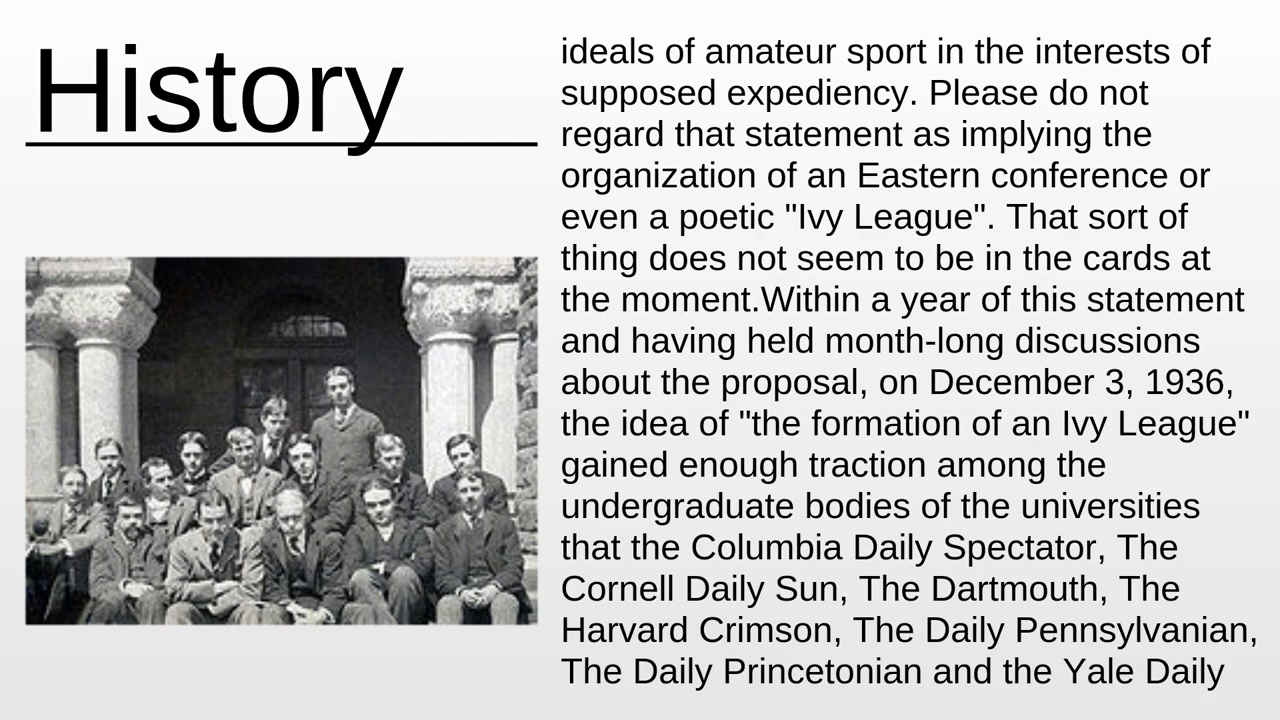 History
ideals of amateur sport in the interests of
supposed expediency. Please do not
regard that statement as implying the
organization of an Eastern conference or
even a poetic "Ivy League". That sort of
thing does not seem to be in the cards at
the moment.Within a year of this statement
and having held month-long discussions
about the proposal, on December 3, 1936,
the idea of "the formation of an Ivy League"
gained enough traction among the
undergraduate bodies of the universities
that the Columbia Daily Spectator, The
Cornell Daily Sun, The Dartmouth, The
Harvard Crimson, The Daily Pennsylvanian,
The Daily Princetonian and the Yale Daily